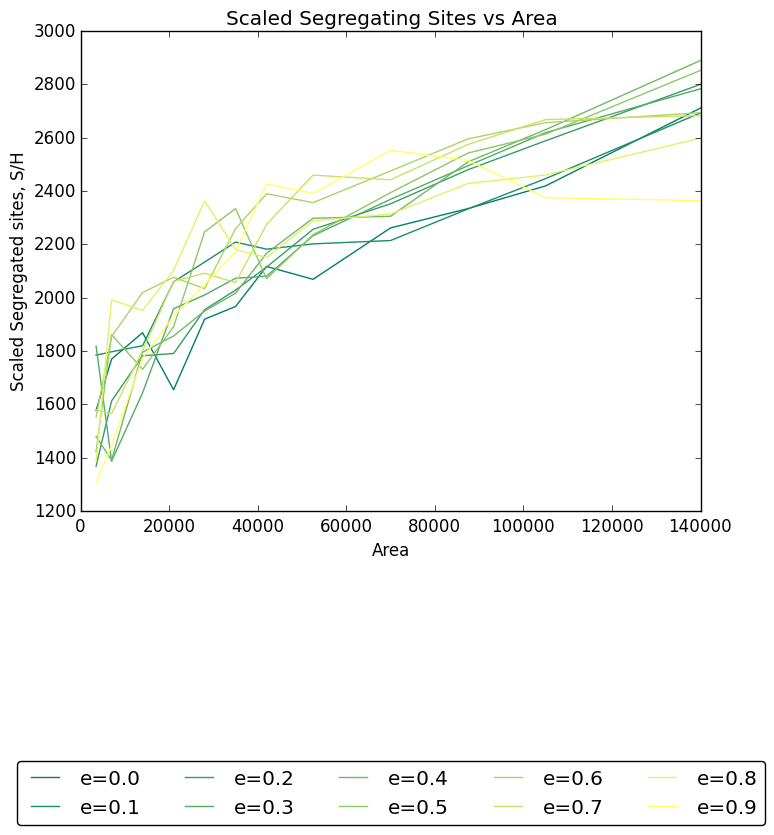 Scaled Segregating Sites vs Area
3000
2800
2600
2400
2200
2000
1800
1600
1400
1200
Scaled Segregated sites, S/H
0 20000 40000 60000 80000 100000 120000 140000
Area
e=0.0 e=0.2 e=0.4 e=0.6 e=0.8
e=0.1 e=0.3 e=0.5 e=0.7 e=0.9